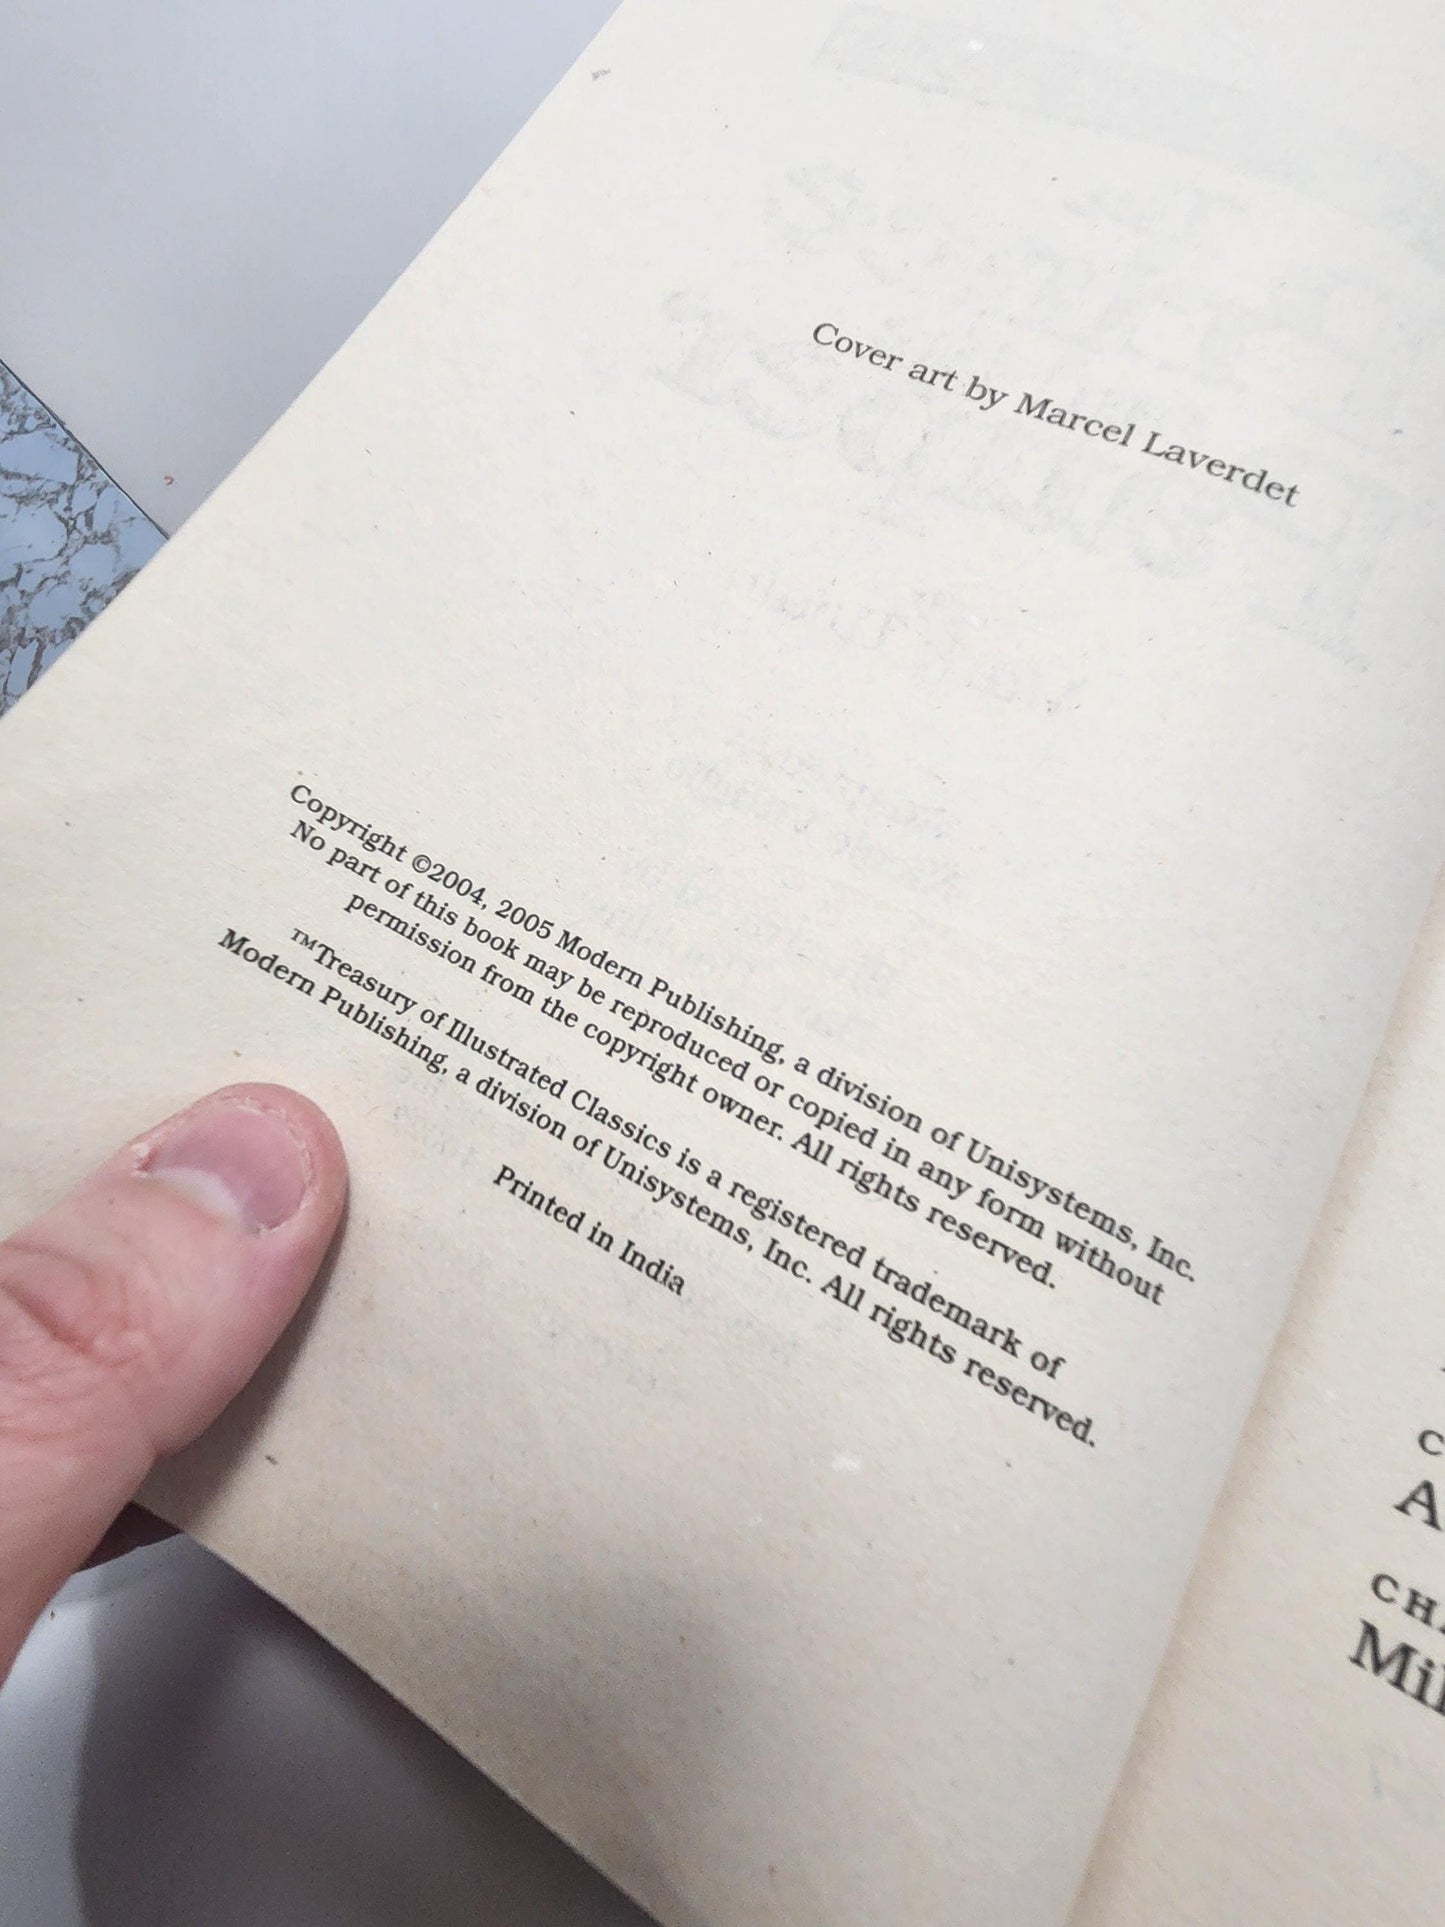 Cover art by Marcel Laverdet
Copyright ©2004, 2005 Modern Publishing, a division of Unisystems, Inc.
No part of this book may be reproduced or copied in any form without
permission from the copyright owner. All rights reserved.
™Treasury of Illustrated Classics is a registered trademark of
Modern Publishing, a division of Unisystems, Inc. All rights reserved.
Printed in India